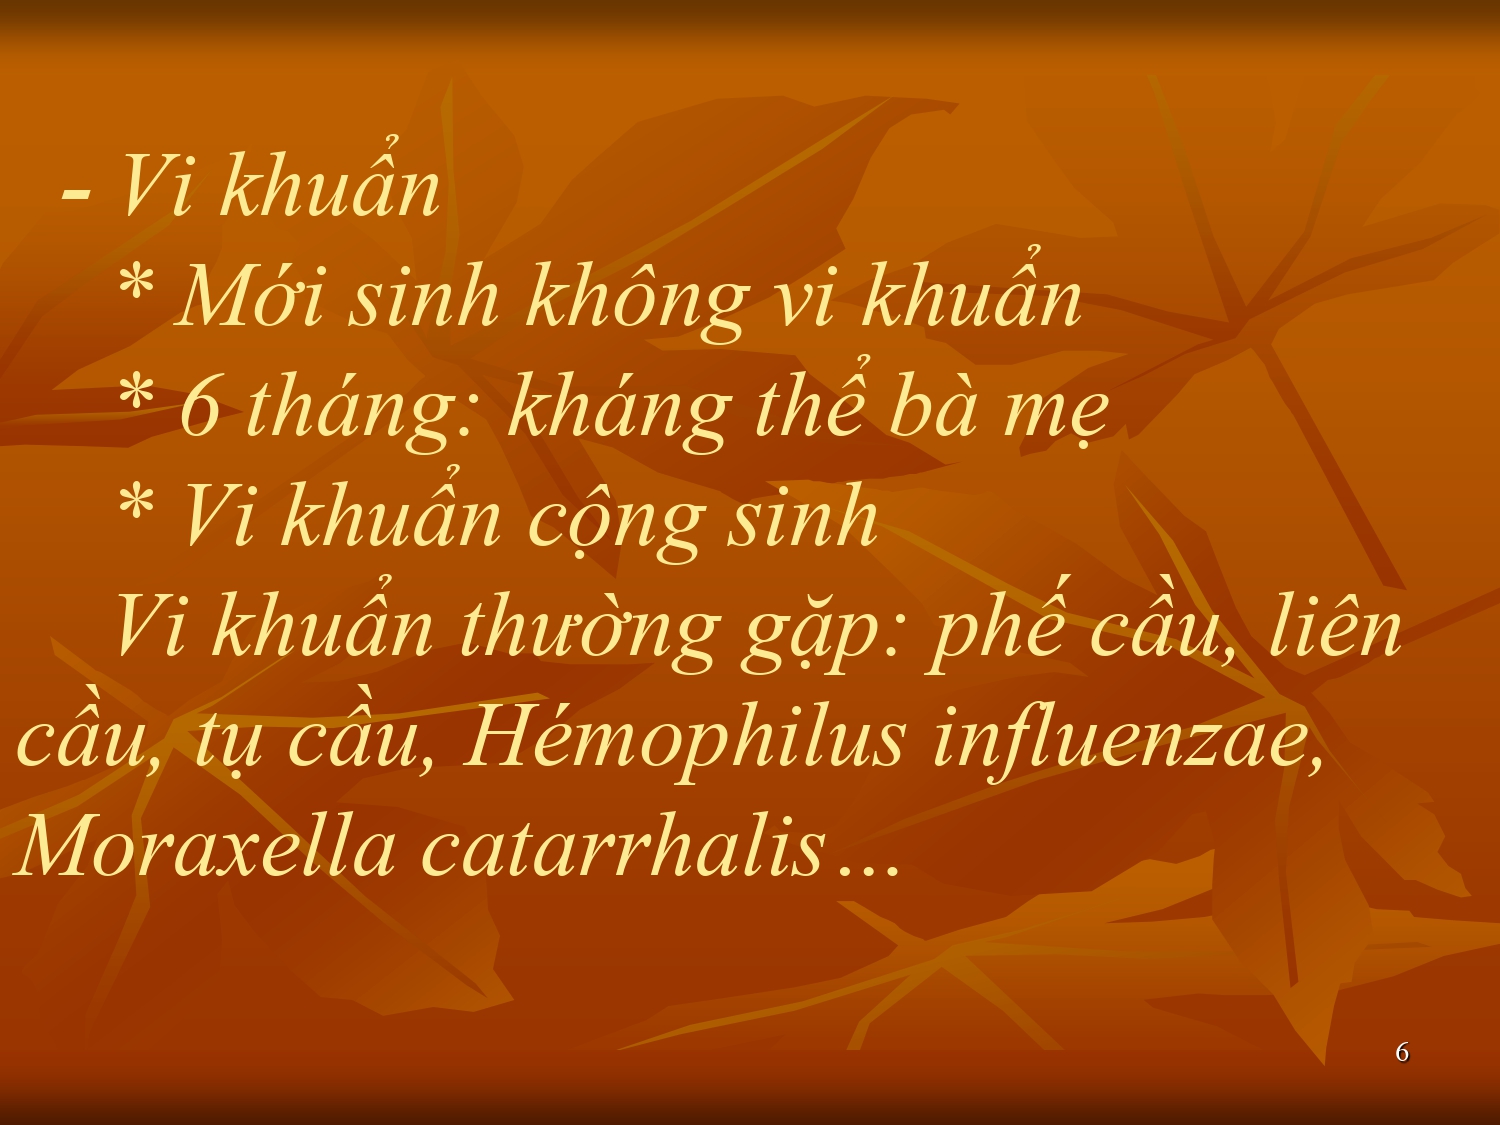 - Vi khuẩn
* Mới sinh không vi khuẩn
* 6 tháng: kháng thể bà mẹ
* Vi khuẩn cộng sinh
Vi khuẩn thường gặp: phế cầu, liên
cầu, tụ cầu, Hémophilus influenzae,
Moraxella catarrhalis…
6